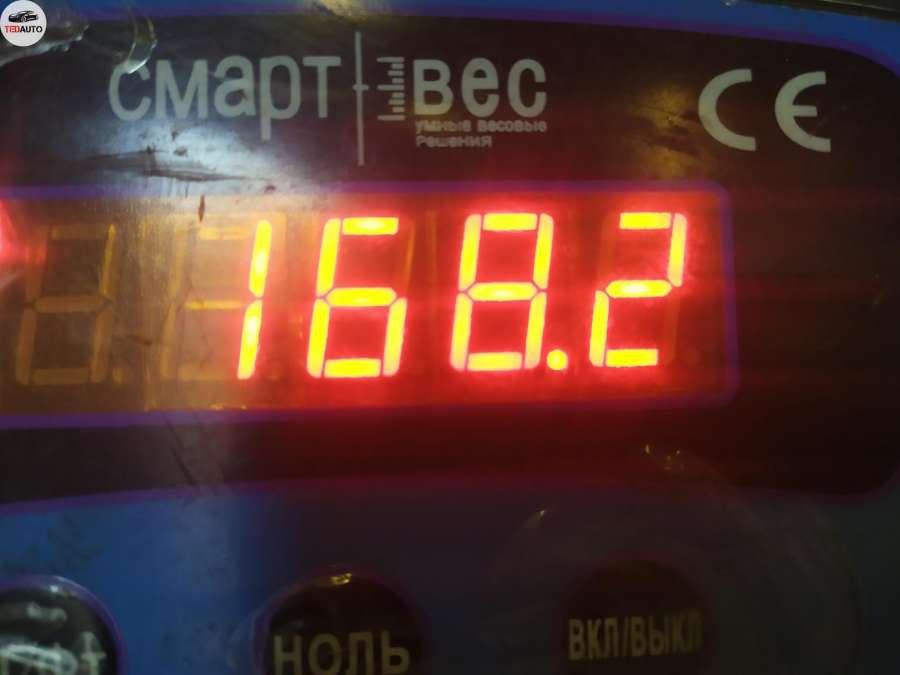 TEDAUTO
смарт вес
умные весовые
Решения
CE
168.2
НОЛЬ
ВКЛ/ВЫКЛ